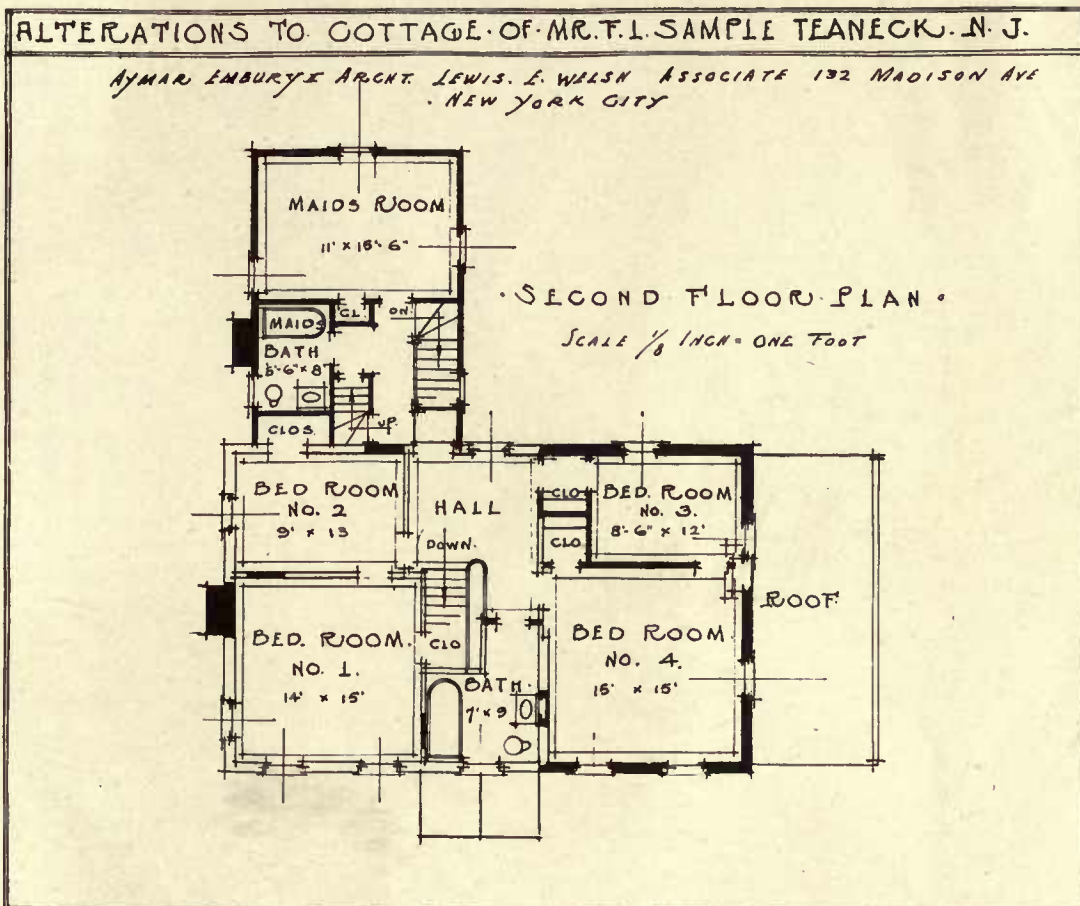 ALTERATIONS TO COTTAGE·OF·MR.F.L.SAMPLE TEANECK.N.J.
AYMAR EMBURY II ARCHT. LEWIS. E. WELSH ASSOCIATE 132 MADISON AVE
· NEW YORK CITY
MAIDS ROOM
11' × 15'-6"
·SECOND FLOOR PLAN·
SCALE 1/8 INCH = ONE FOOT
CL.
DN.
MAIDS
BATH
5'-6" × 8'
CLOS.
UP.
BED ROOM
NO. 2
9' × 13
HALL
DOWN.
CLO
CLO
BED. ROOM
NO. 3.
8'-6" × 12'
ROOF.
BED. ROOM.
NO. 1.
14' × 15'
CLO
BATH.
7' × 9
BED ROOM
NO. 4.
15' × 15'